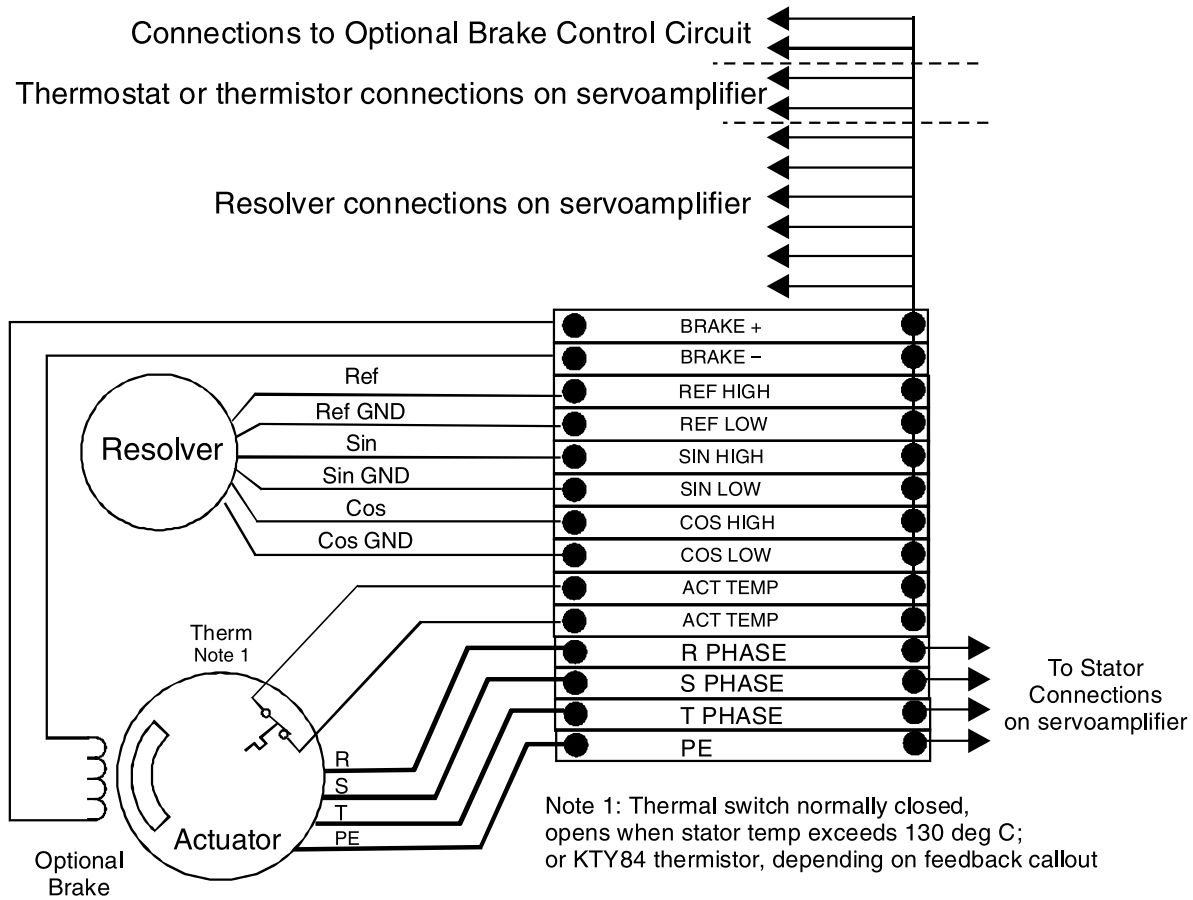 Connections to Optional Brake Control Circuit
Thermostat or thermistor connections on servoamplifier
Resolver connections on servoamplifier
BRAKE +
BRAKE –
Ref
REF HIGH
Ref GND
REF LOW
Resolver
Sin
SIN HIGH
Sin GND
SIN LOW
Cos
COS HIGH
Cos GND
COS LOW
ACT TEMP
ACT TEMP
Therm
Note 1
R PHASE
S PHASE
T PHASE
PE
To Stator
Connections
on servoamplifier
R
S
T
PE
Actuator
Optional
Brake
Note 1: Thermal switch normally closed,
opens when stator temp exceeds 130 deg C;
or KTY84 thermistor, depending on feedback callout